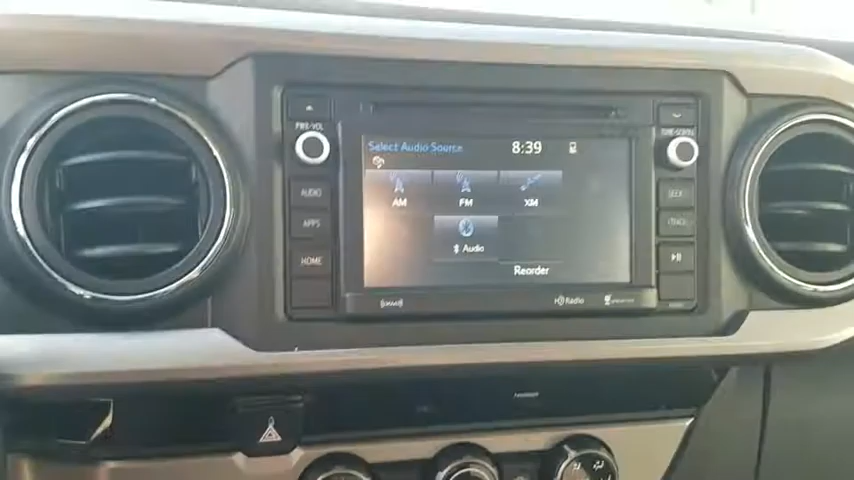 PWR·VOL
TUNE·SCROLL
Select Audio Source 8:39
AUDIO
SEEK
AM FM XM
APPS
TRACK
Audio
HOME
Reorder
HD Radio